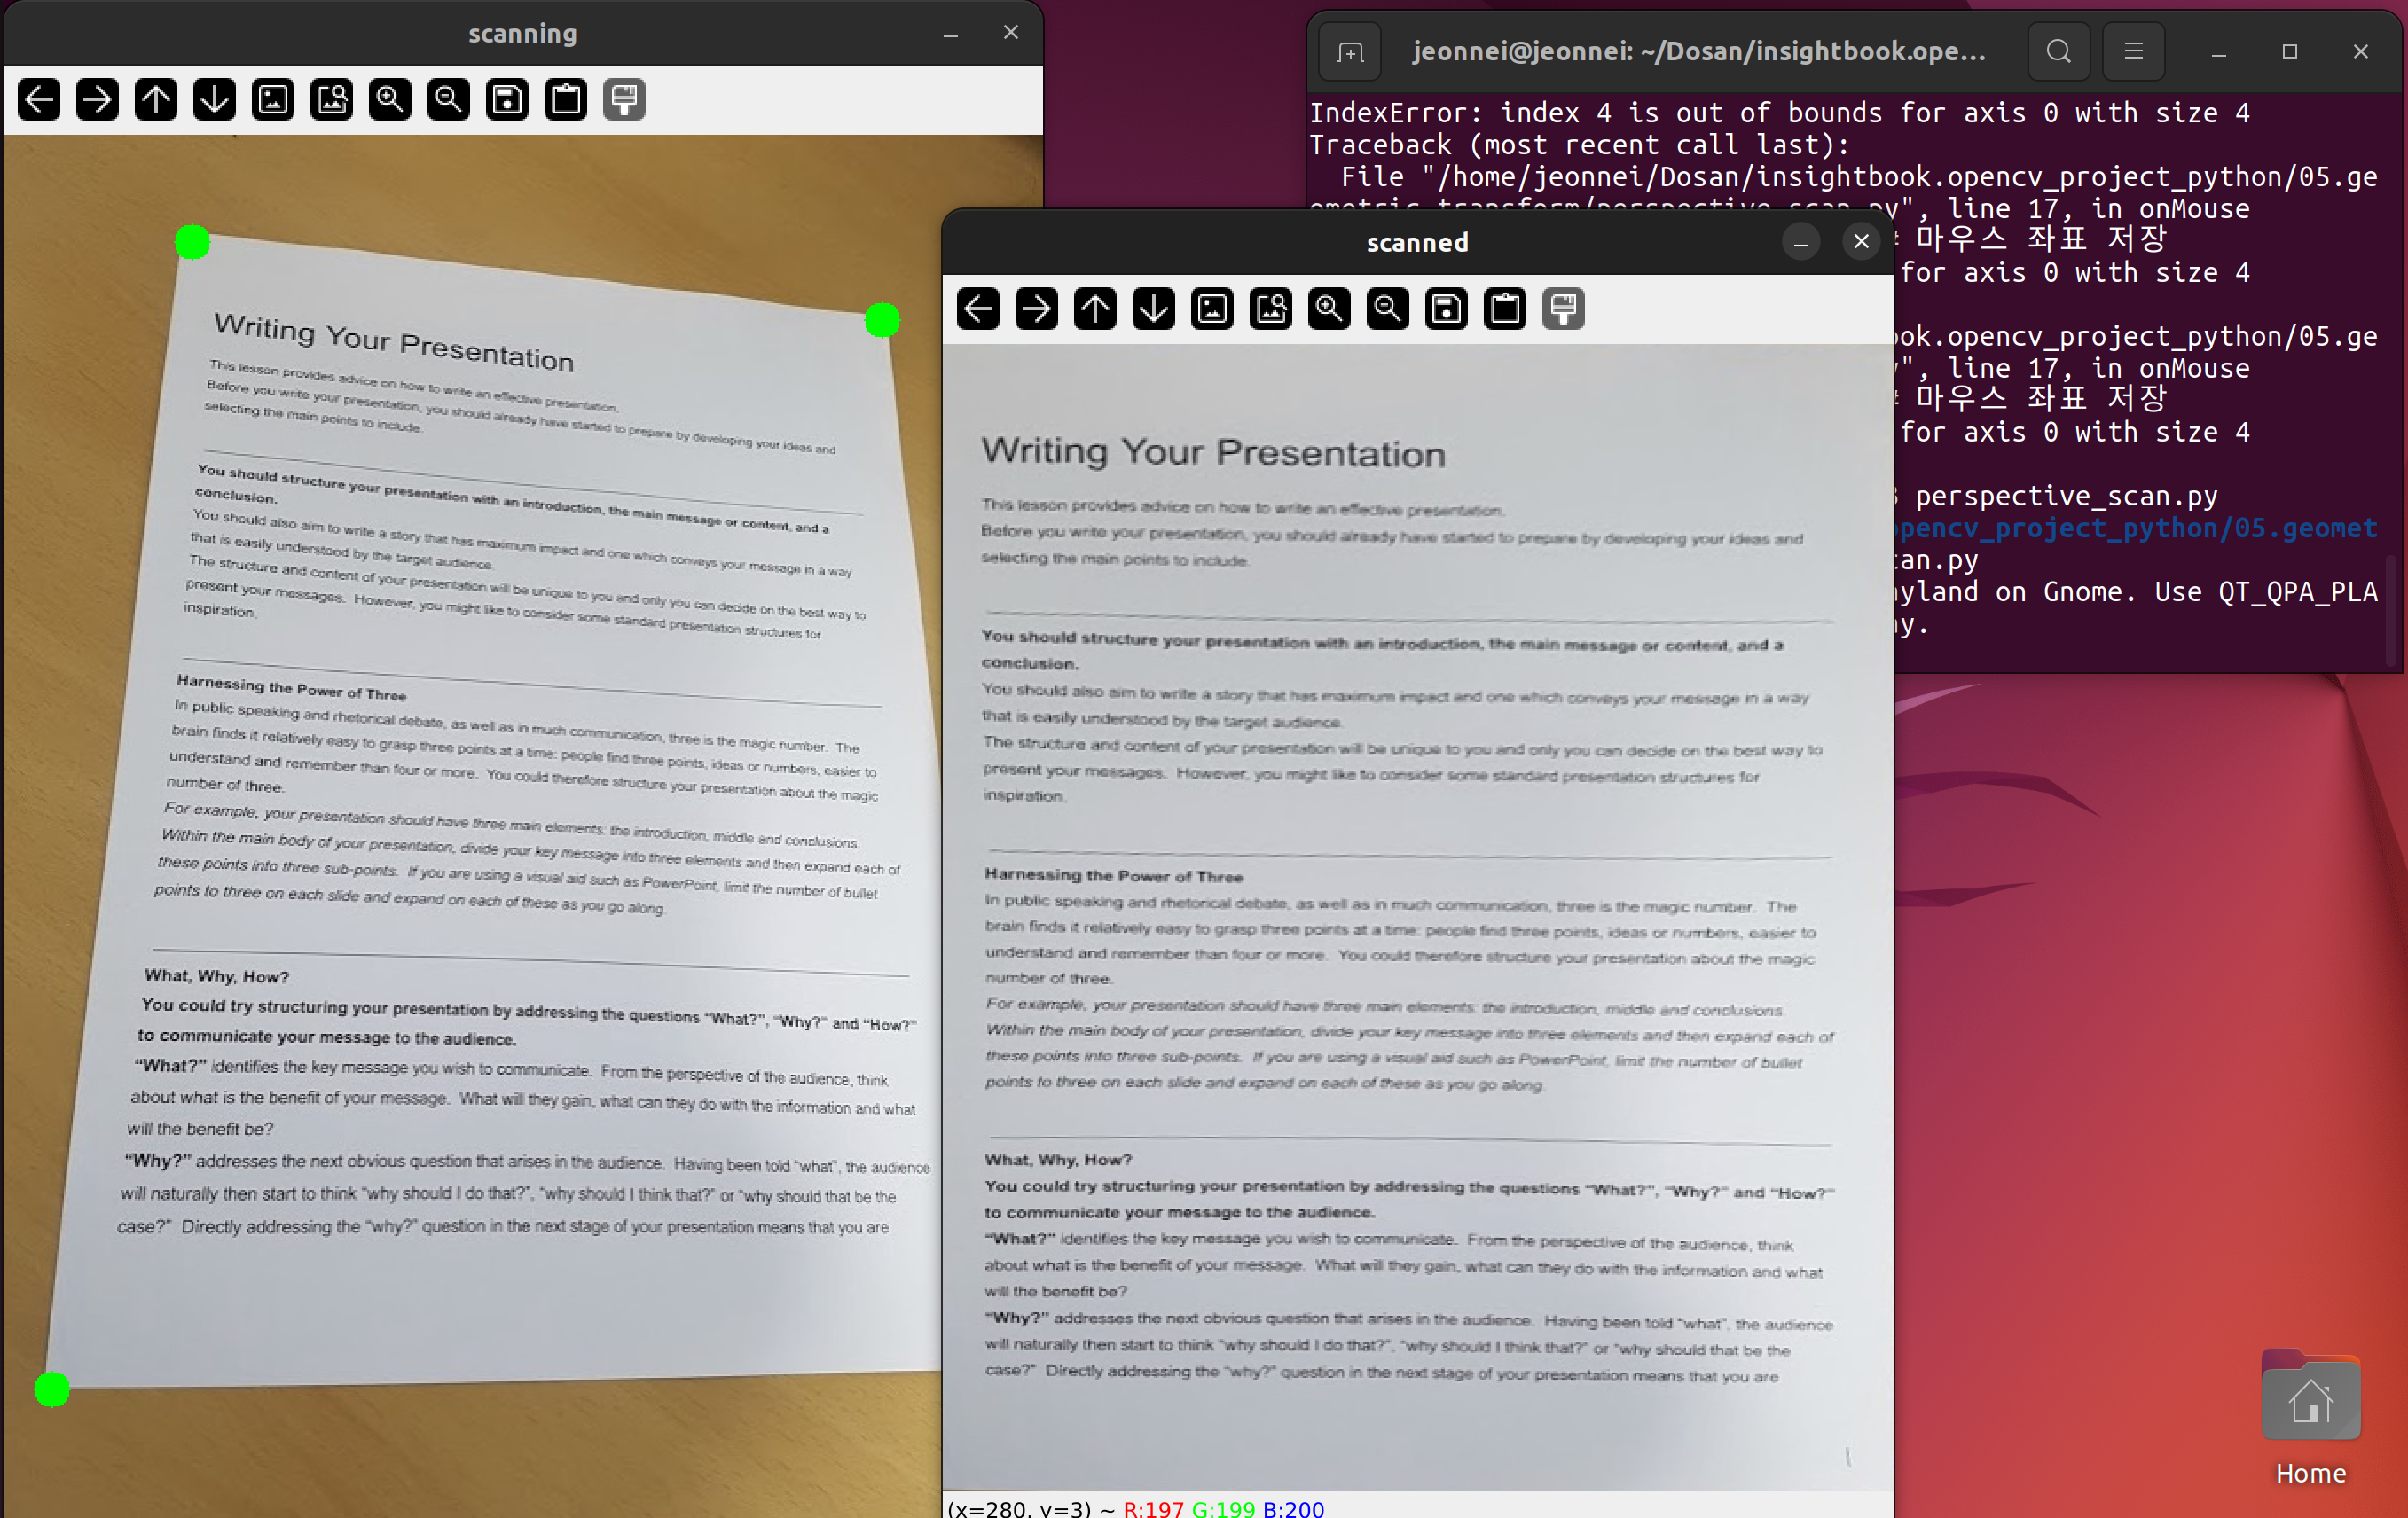 scanning
Writing Your Presentation
This lesson provides advice on how to write an effective presentation.
Before you write your presentation, you should already have started to prepare by developing your ideas and
selecting the main points to include.
You should structure your presentation with an introduction, the main message or content, and a
conclusion.
You should also aim to write a story that has maximum impact and one which conveys your message in a way
that is easily understood by the target audience.
The structure and content of your presentation will be unique to you and only you can decide on the best way to
present your messages. However, you might like to consider some standard presentation structures for
inspiration.
Harnessing the Power of Three
In public speaking and rhetorical debate, as well as in much communication, three is the magic number. The
brain finds it relatively easy to grasp three points at a time: people find three points, ideas or numbers, easier to
understand and remember than four or more. You could therefore structure your presentation about the magic
number of three.
For example, your presentation should have three main elements: the introduction, middle and conclusions.
Within the main body of your presentation, divide your key message into three elements and then expand each of
these points into three sub-points. If you are using a visual aid such as PowerPoint, limit the number of bullet
points to three on each slide and expand on each of these as you go along.
What, Why, How?
You could try structuring your presentation by addressing the questions “What?”, “Why?” and “How?”
to communicate your message to the audience.
“What?” identifies the key message you wish to communicate. From the perspective of the audience, think
about what is the benefit of your message. What will they gain, what can they do with the information and what
will the benefit be?
“Why?” addresses the next obvious question that arises in the audience. Having been told “what”, the audience
will naturally then start to think “why should I do that?”, “why should I think that?” or “why should that be the
case?” Directly addressing the “why?” question in the next stage of your presentation means that you are
jeonnei@jeonnei: ~/Dosan/insightbook.ope...
IndexError: index 4 is out of bounds for axis 0 with size 4
Traceback (most recent call last):
File "/home/jeonnei/Dosan/insightbook.opencv_project_python/05.ge
", line 17, in onMouse
마우스 좌표 저장
for axis 0 with size 4
ok.opencv_project_python/05.ge
", line 17, in onMouse
마우스 좌표 저장
for axis 0 with size 4
perspective_scan.py
opencv_project_python/05.geomet
can.py
yland on Gnome. Use QT_QPA_PLA
y.
scanned
Writing Your Presentation
This lesson provides advice on how to write an effective presentation.
Before you write your presentation, you should already have started to prepare by developing your ideas and
selecting the main points to include.
You should structure your presentation with an introduction, the main message or content, and a
conclusion.
You should also aim to write a story that has maximum impact and one which conveys your message in a way
that is easily understood by the target audience.
The structure and content of your presentation will be unique to you and only you can decide on the best way to
present your messages. However, you might like to consider some standard presentation structures for
inspiration.
Harnessing the Power of Three
In public speaking and rhetorical debate, as well as in much communication, three is the magic number. The
brain finds it relatively easy to grasp three points at a time: people find three points, ideas or numbers, easier to
understand and remember than four or more. You could therefore structure your presentation about the magic
number of three.
For example, your presentation should have three main elements: the introduction, middle and conclusions.
Within the main body of your presentation, divide your key message into three elements and then expand each of
these points into three sub-points. If you are using a visual aid such as PowerPoint, limit the number of bullet
points to three on each slide and expand on each of these as you go along.
What, Why, How?
You could try structuring your presentation by addressing the questions “What?”, “Why?” and “How?”
to communicate your message to the audience.
“What?” identifies the key message you wish to communicate. From the perspective of the audience, think
about what is the benefit of your message. What will they gain, what can they do with the information and what
will the benefit be?
“Why?” addresses the next obvious question that arises in the audience. Having been told “what”, the audience
will naturally then start to think “why should I do that?”, “why should I think that?” or “why should that be the
case?” Directly addressing the “why?” question in the next stage of your presentation means that you are
(x=280, y=3) ~ R:197 G:199 B:200
Home